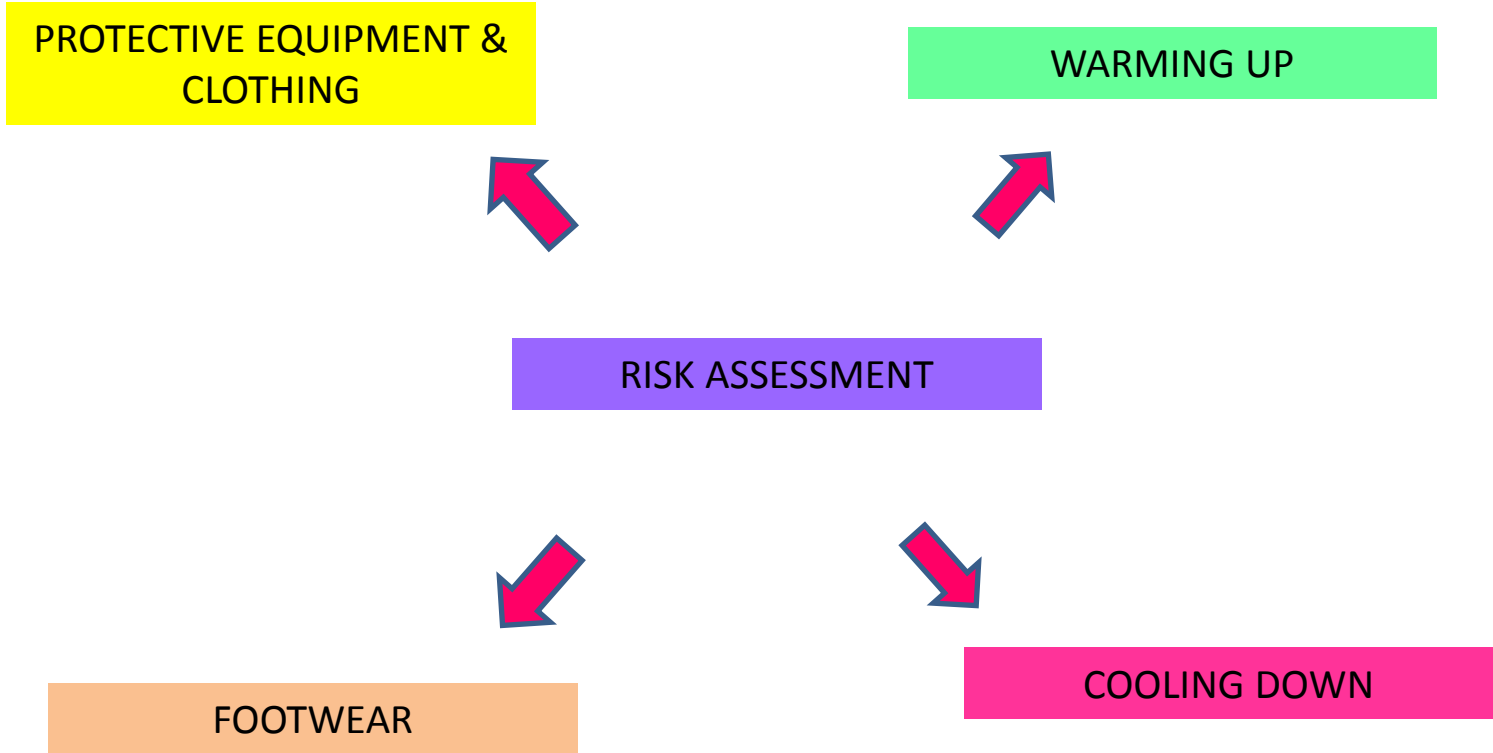 PROTECTIVE EQUIPMENT &
CLOTHING
WARMING UP
RISK ASSESSMENT
FOOTWEAR
COOLING DOWN